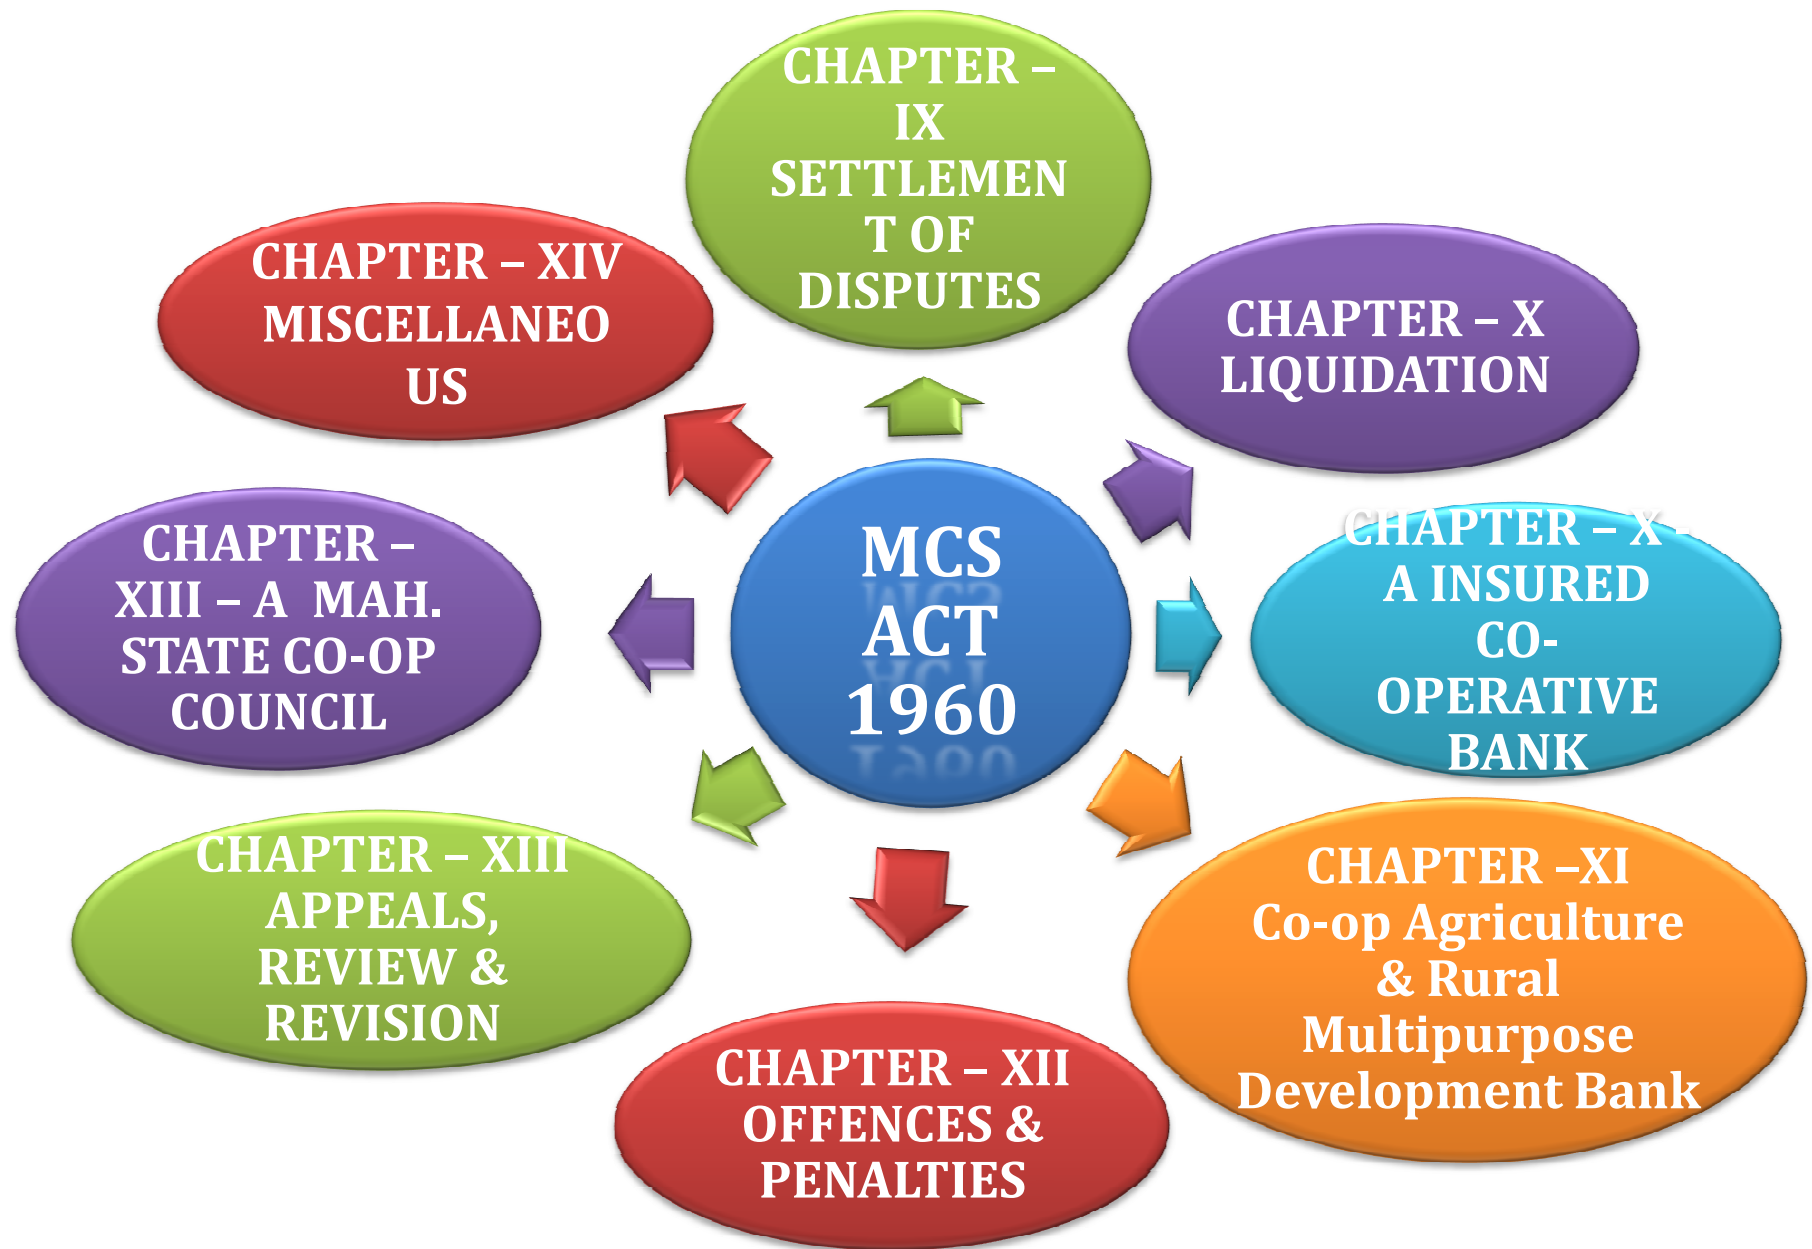 CHAPTER –
IX
SETTLEMEN
T OF
DISPUTES
CHAPTER – X
LIQUIDATION
CHAPTER – X -
A INSURED
CO-
OPERATIVE
BANK
CHAPTER –XI
Co-op Agriculture
& Rural
Multipurpose
Development Bank
CHAPTER – XII
OFFENCES &
PENALTIES
CHAPTER – XIII
APPEALS,
REVIEW &
REVISION
CHAPTER –
XIII – A MAH.
STATE CO-OP
COUNCIL
CHAPTER – XIV
MISCELLANEO
US
MCS
ACT
1960